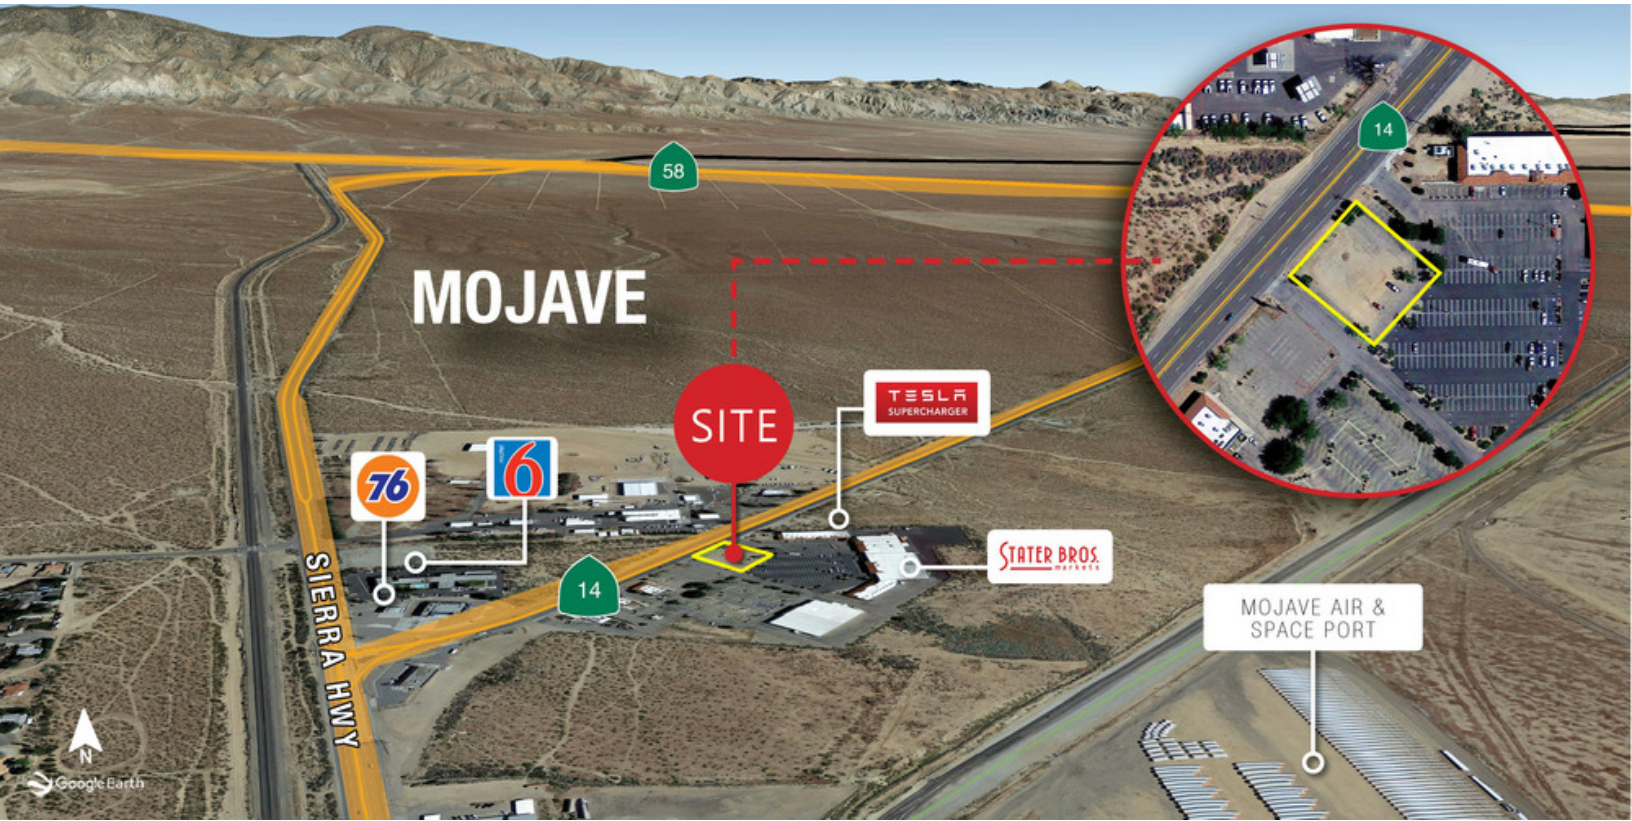 58
14
MOJAVE
SITE
TESLA
SUPERCHARGER
76
6
STATER BROS.
markets
14
MOJAVE AIR &
SPACE PORT
SIERRA HWY
N
Google Earth